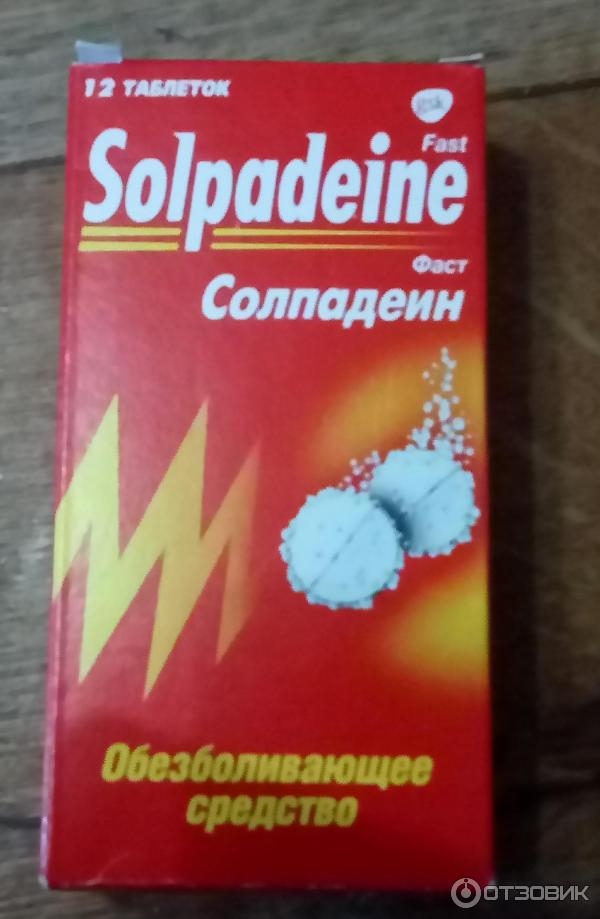 12 ТАБЛЕТОК
gsk
Fast
Solpadeine
Фаст
Солпадеин
Обезболивающее
средство
ОТЗОВИК